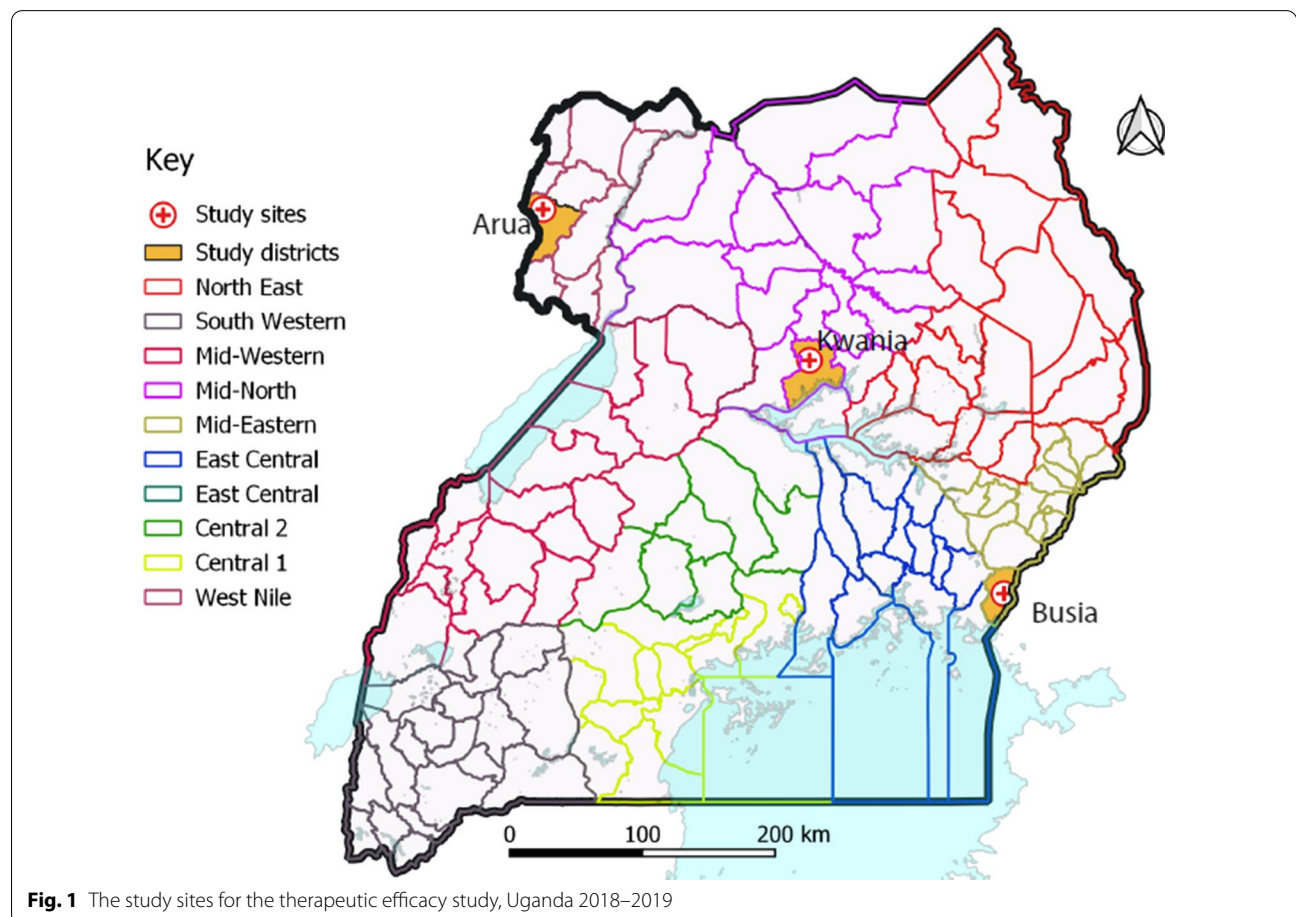 Key
Study sites
Study districts
North East
South Western
Mid-Western
Mid-North
Mid-Eastern
East Central
East Central
Central 2
Central 1
West Nile
Arua
Kwania
Busia
0 100 200 km
Fig. 1 The study sites for the therapeutic efficacy study, Uganda 2018–2019